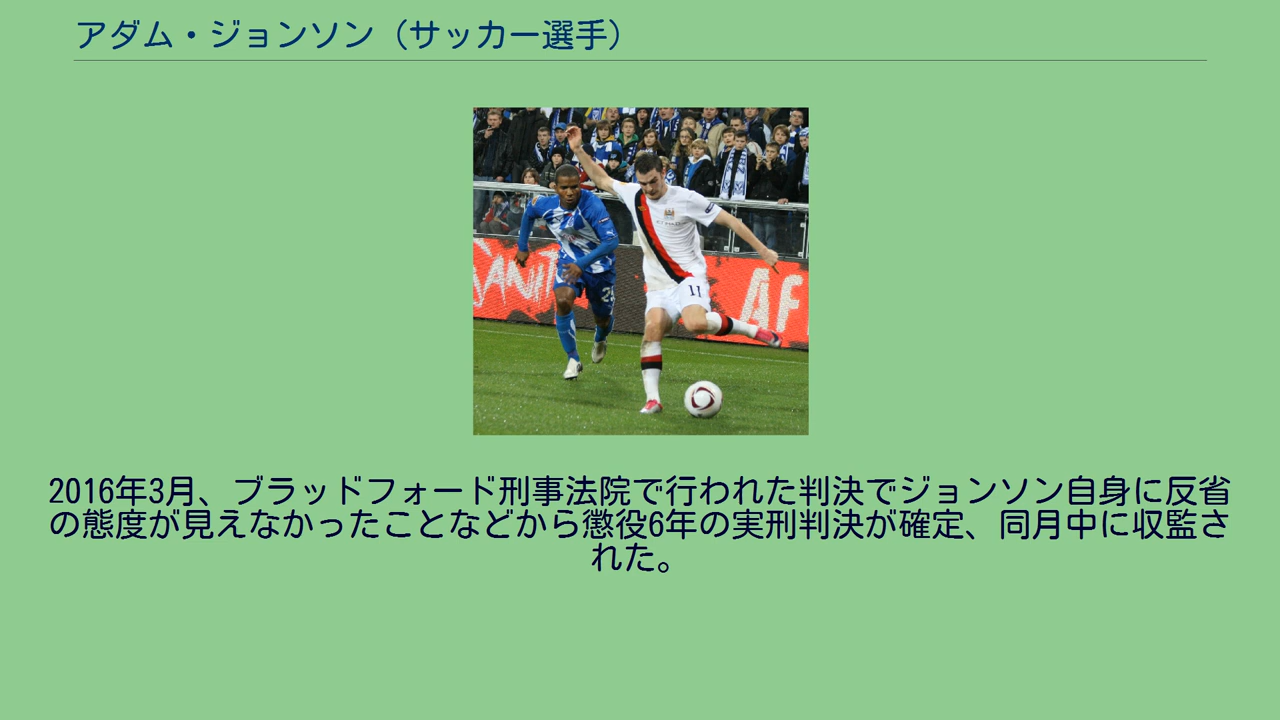 アダム・ジョンソン（サッカー選手）
ETIHAD
11
2
AF
2016年3月、ブラッドフォード刑事法院で行われた判決でジョンソン自身に反省
の態度が見えなかったことなどから懲役6年の実刑判決が確定、同月中に収監さ
れた。